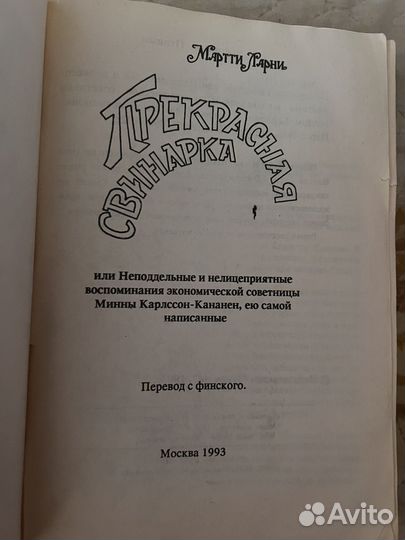 Мартти Ларни
ПРЕКРАСНАЯ
СВИНАРКА
или Неподдельные и нелицеприятные
воспоминания экономической советницы
Минны Карлссон-Кананен, ею самой
написанные
Перевод с финского.
Москва 1993
Avito